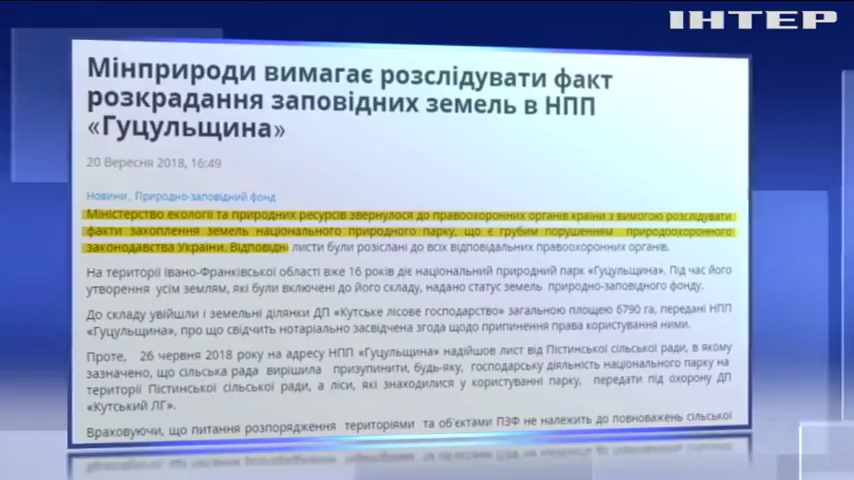 ІНТЕР
Мінприроди вимагає розслідувати факт
розкрадання заповідних земель в НПП
«Гуцульщина»
20 Вересня 2018, 16:49
Новини, Природно-заповідний фонд
Міністерство екології та природних ресурсів звернулося до правоохоронних органів країни з вимогою розслідувати
факти захоплення земель національного природного парку, що є грубим порушенням природоохоронного
законодавства України. Відповідні листи були розіслані до всіх відповідальних правоохоронних органів.
На території Івано-Франківської області вже 16 років діє національний природний парк «Гуцульщина». Під час його
утворення усім землям, які були включені до його складу, надано статус земель природно-заповідного фонду.
До складу увійшли і земельні ділянки ДП «Кутське лісове господарство» загальною площею 6790 га, передані НПП
«Гуцульщина», про що свідчить нотаріально засвідчена згода щодо припинення права користування ними.
Проте, 26 червня 2018 року на адресу НПП «Гуцульщина» надійшов лист від Пістинської сільської ради, в якому
зазначено, що сільська рада вирішила призупинити, будь-яку, господарську діяльність національного парку на
території Пістинської сільської ради, а ліси, які знаходилися у користуванні парку, передати під охорону ДП
«Кутський ЛГ».
Враховуючи, що питання розпорядження територіями та об'єктами ПЗФ не належить до повноважень сільської